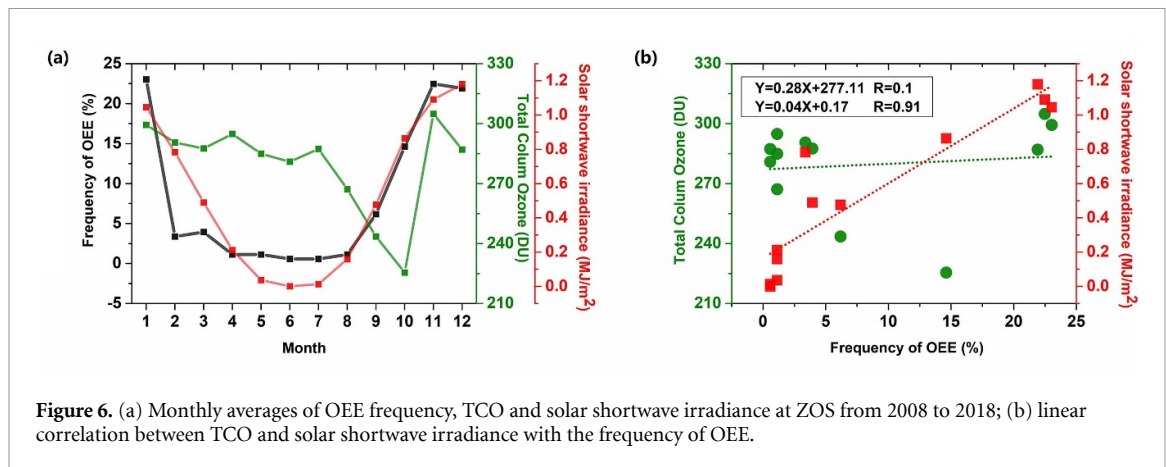 (a)
25
20
15
10
5
0
-5
Frequency of OEE (%)
1 2 3 4 5 6 7 8 9 10 11 12
Month
330
300
270
240
210
Total Colum Ozone (DU)
1.2
1.0
0.8
0.6
0.4
0.2
0.0
Solar shortwave irradiance (MJ/m²)
(b)
330
300
270
240
210
Total Colum Ozone (DU)
Y=0.28X+277.11 R=0.1
Y=0.04X+0.17 R=0.91
0 5 10 15 20 25
Frequency of OEE (%)
1.2
1.0
0.8
0.6
0.4
0.2
0.0
Solar shortwave irradiance (MJ/m²)
Figure 6. (a) Monthly averages of OEE frequency, TCO and solar shortwave irradiance at ZOS from 2008 to 2018; (b) linear
correlation between TCO and solar shortwave irradiance with the frequency of OEE.